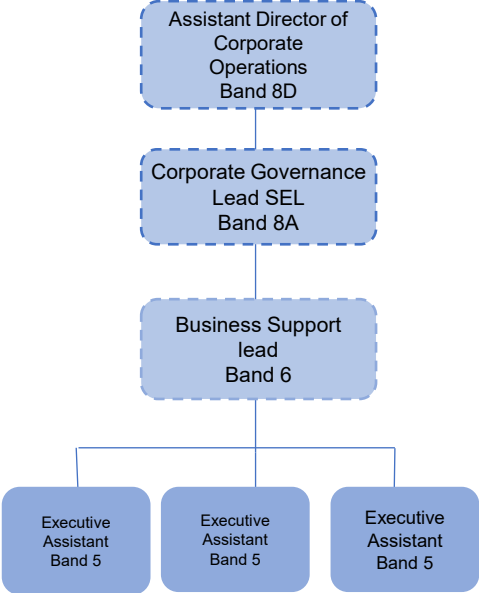 Assistant Director of
Corporate
Operations
Band 8D
Corporate Governance
Lead SEL
Band 8A
Business Support
lead
Band 6
Executive
Assistant
Band 5
Executive
Assistant
Band 5
Executive
Assistant
Band 5